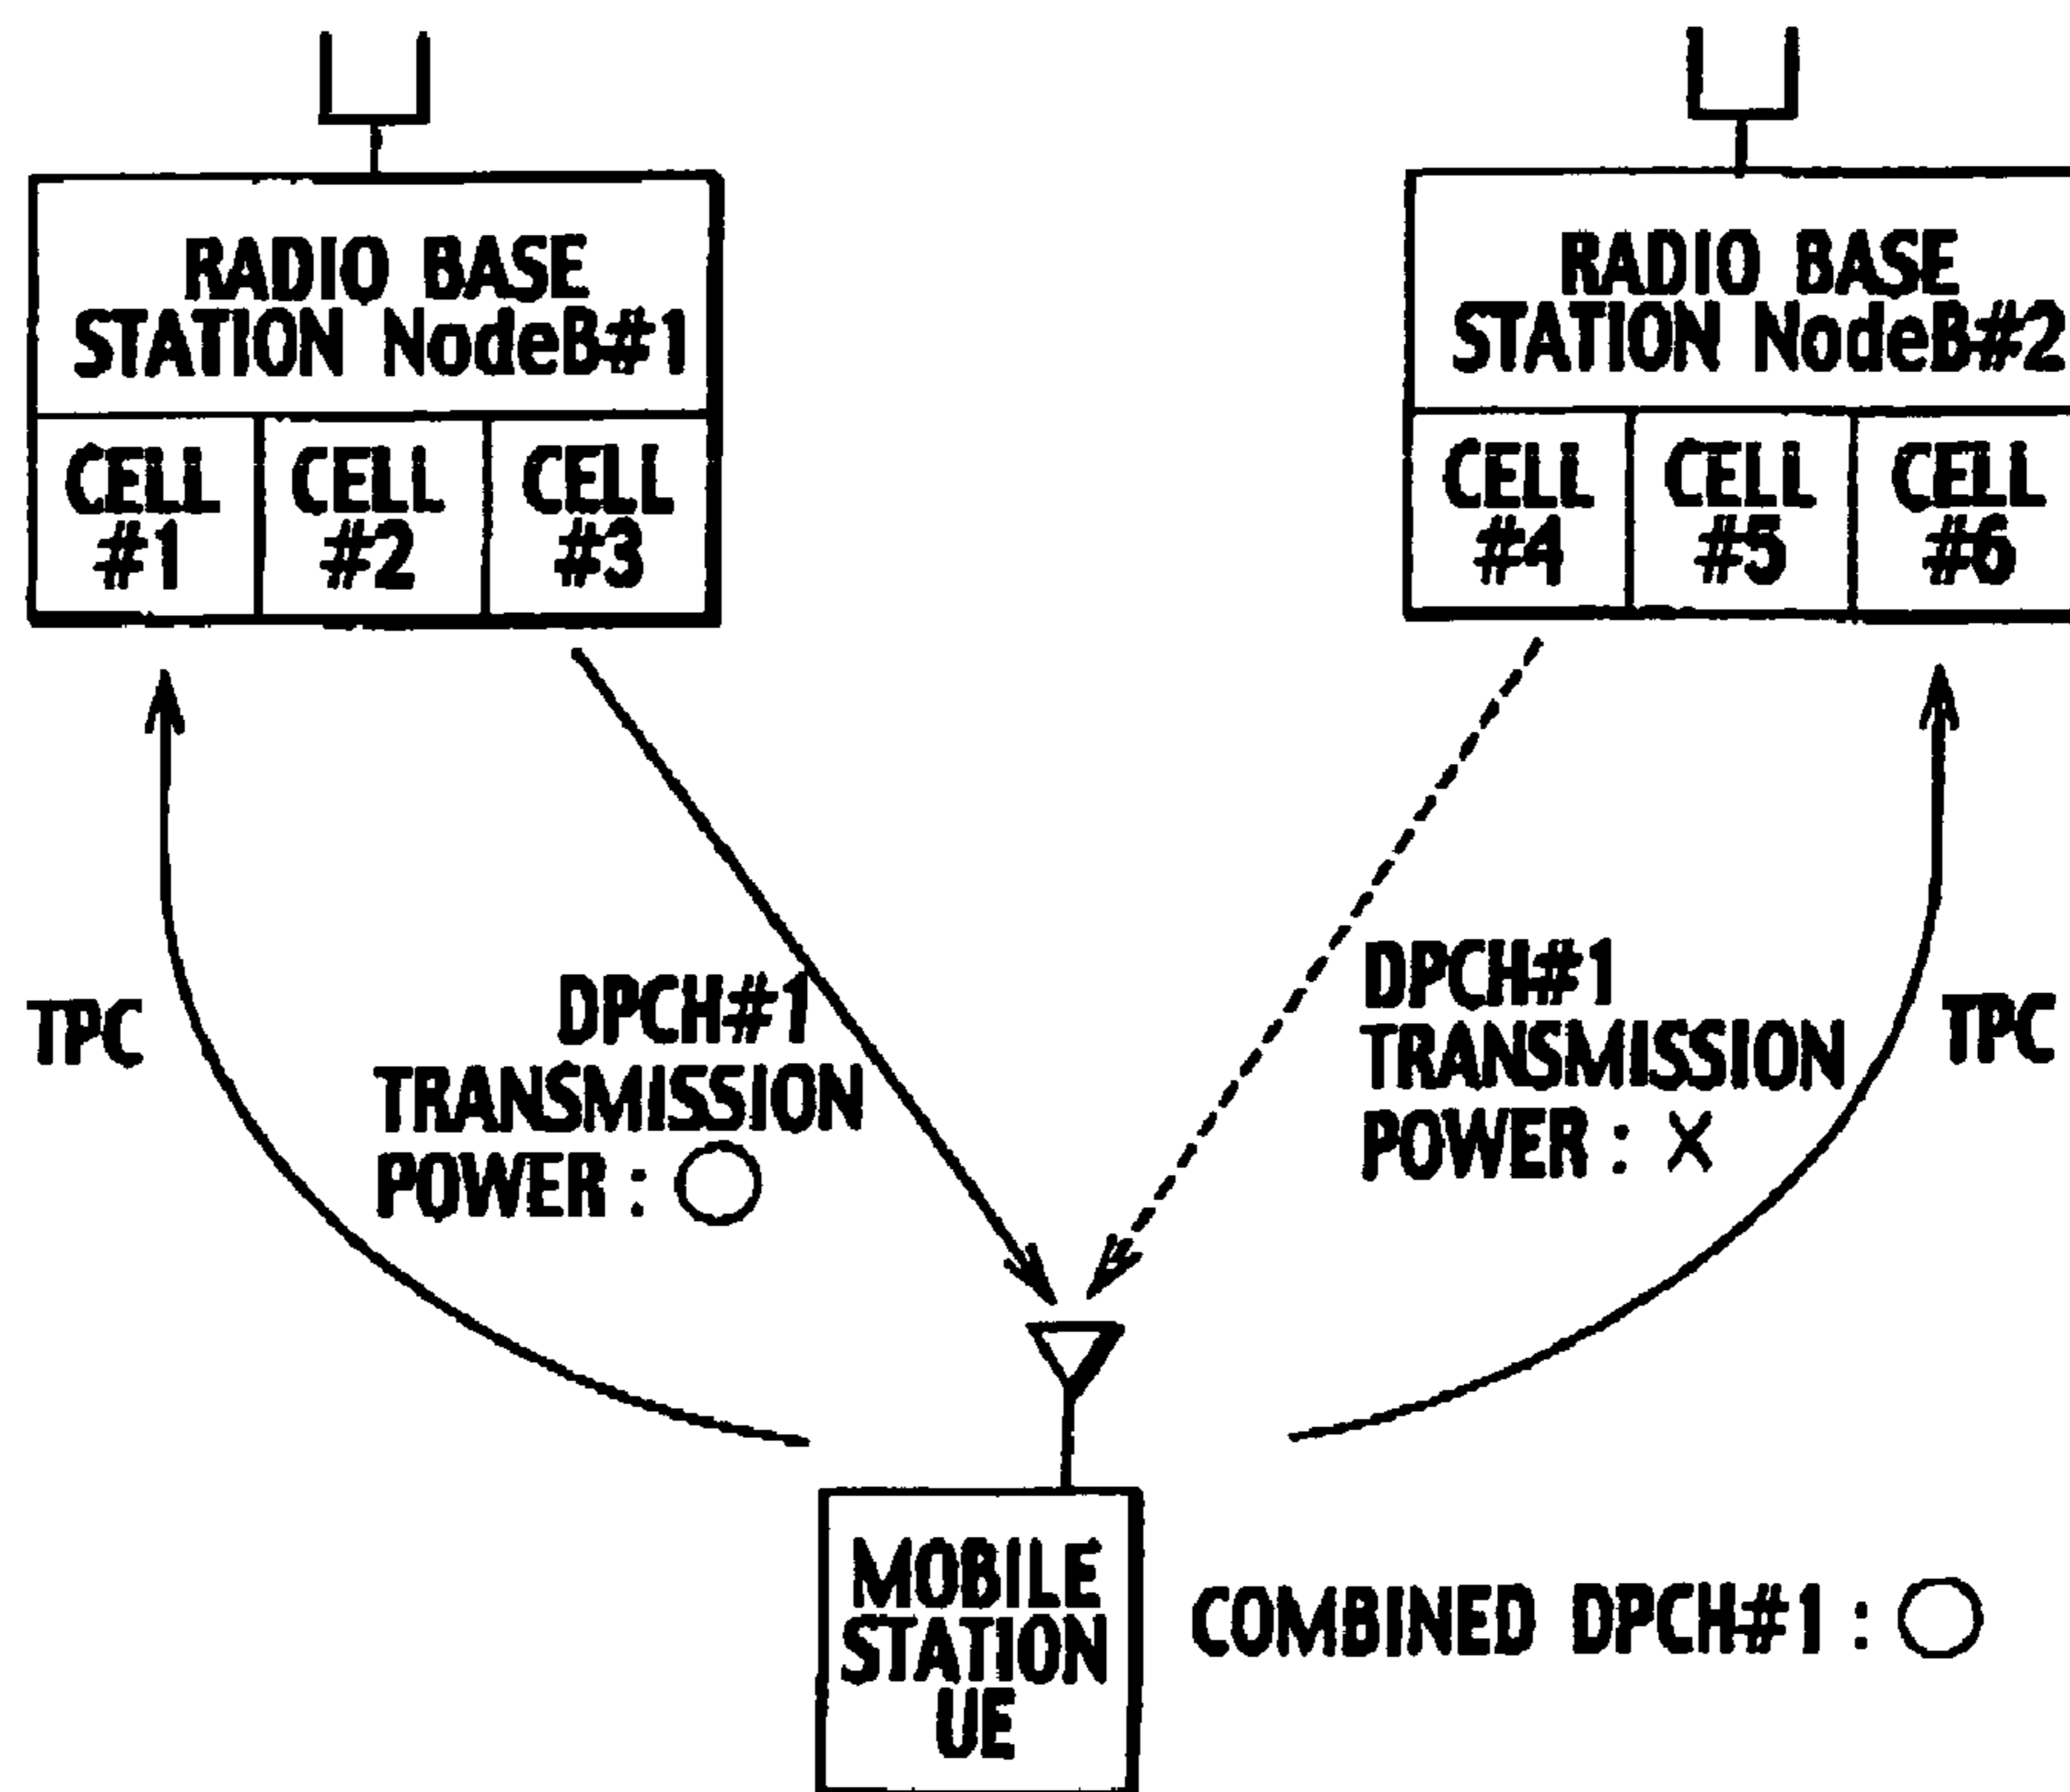 RADIO BASE
STATION NodeB#1
CELL
#1
CELL
#2
CELL
#3
RADIO BASE
STATION NodeB#2
CELL
#4
CELL
#5
CELL
#6
TPC
DPCH#1
TRANSMISSION
POWER : ○
DPCH#1
TRANSMISSION
POWER : ×
TPC
MOBILE
STATION
UE
COMBINED DPCH#1 : ○